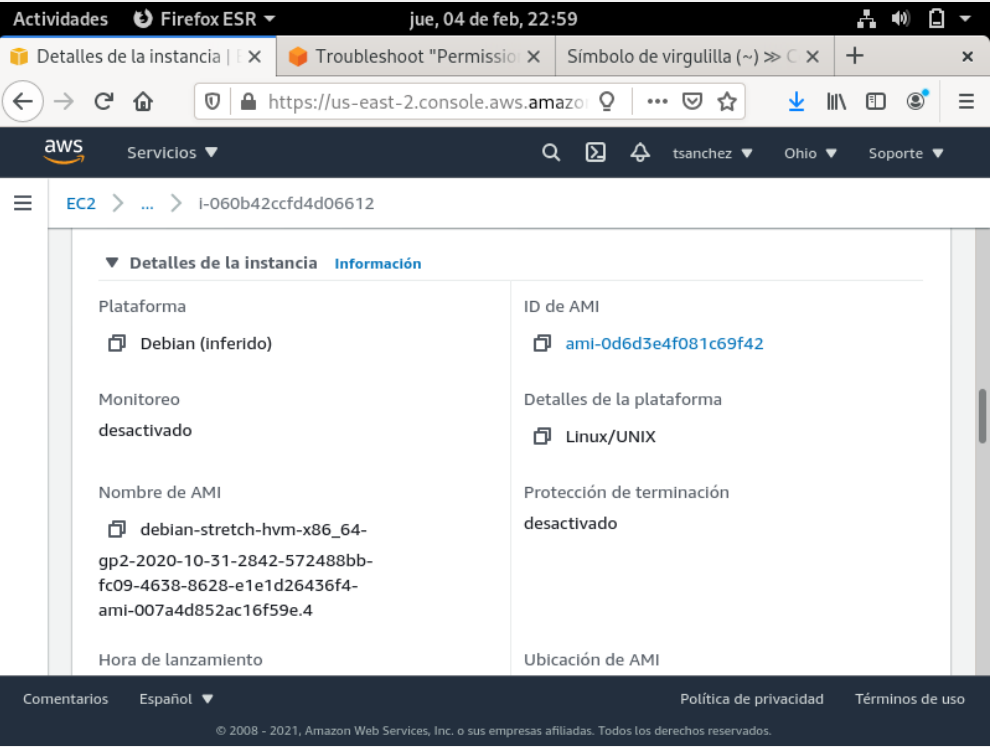 Actividades Firefox ESR jue, 04 de feb, 22:59
Detalles de la instancia | Troubleshoot "Permissio Símbolo de virgulilla (~) ≫ C
https://us-east-2.console.aws.amazo
aws Servicios tsanchez Ohio Soporte
EC2 > ... > i-060b42ccfd4d06612
Detalles de la instancia Información
Plataforma
Debian (inferido)
ID de AMI
ami-0d6d3e4f081c69f42
Monitoreo
desactivado
Detalles de la plataforma
Linux/UNIX
Nombre de AMI
debian-stretch-hvm-x86_64-
gp2-2020-10-31-2842-572488bb-
fc09-4638-8628-e1e1d26436f4-
ami-007a4d852ac16f59e.4
Protección de terminación
desactivado
Hora de lanzamiento
Ubicación de AMI
Comentarios Español Política de privacidad Términos de uso
© 2008 - 2021, Amazon Web Services, Inc. o sus empresas afiliadas. Todos los derechos reservados.